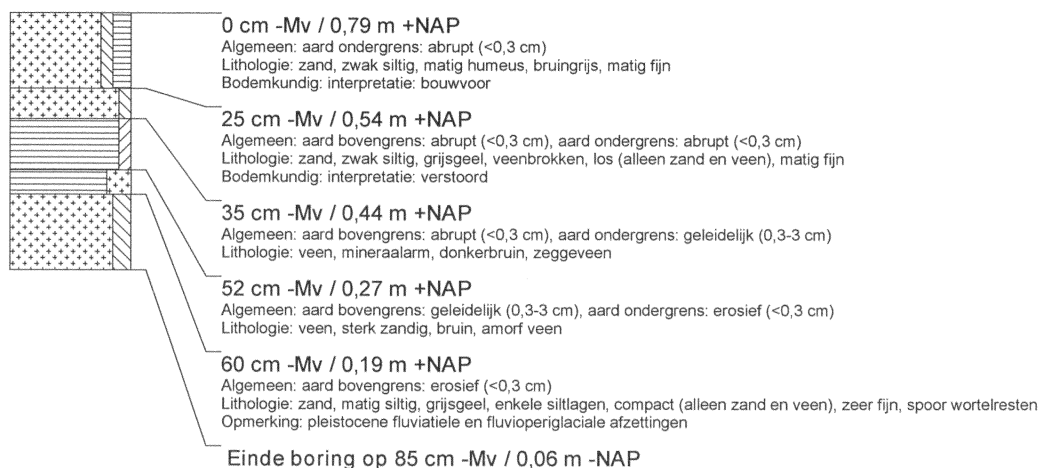 0 cm -Mv / 0,79 m +NAP
Algemeen: aard ondergrens: abrupt (<0,3 cm)
Lithologie: zand, zwak siltig, matig humeus, bruingrijs, matig fijn
Bodemkundig: interpretatie: bouwvoor
25 cm -Mv / 0,54 m +NAP
Algemeen: aard bovengrens: abrupt (<0,3 cm), aard ondergrens: abrupt (<0,3 cm)
Lithologie: zand, zwak siltig, grijsgeel, veenbrokken, los (alleen zand en veen), matig fijn
Bodemkundig: interpretatie: verstoord
35 cm -Mv / 0,44 m +NAP
Algemeen: aard bovengrens: abrupt (<0,3 cm), aard ondergrens: geleidelijk (0,3-3 cm)
Lithologie: veen, mineraalarm, donkerbruin, zeggeveen
52 cm -Mv / 0,27 m +NAP
Algemeen: aard bovengrens: geleidelijk (0,3-3 cm), aard ondergrens: erosief (<0,3 cm)
Lithologie: veen, sterk zandig, bruin, amorf veen
60 cm -Mv / 0,19 m +NAP
Algemeen: aard bovengrens: erosief (<0,3 cm)
Lithologie: zand, matig siltig, grijsgeel, enkele siltlagen, compact (alleen zand en veen), zeer fijn, spoor wortelresten
Opmerking: pleistocene fluviatiele en fluvioperiglaciale afzettingen
Einde boring op 85 cm -Mv / 0,06 m -NAP